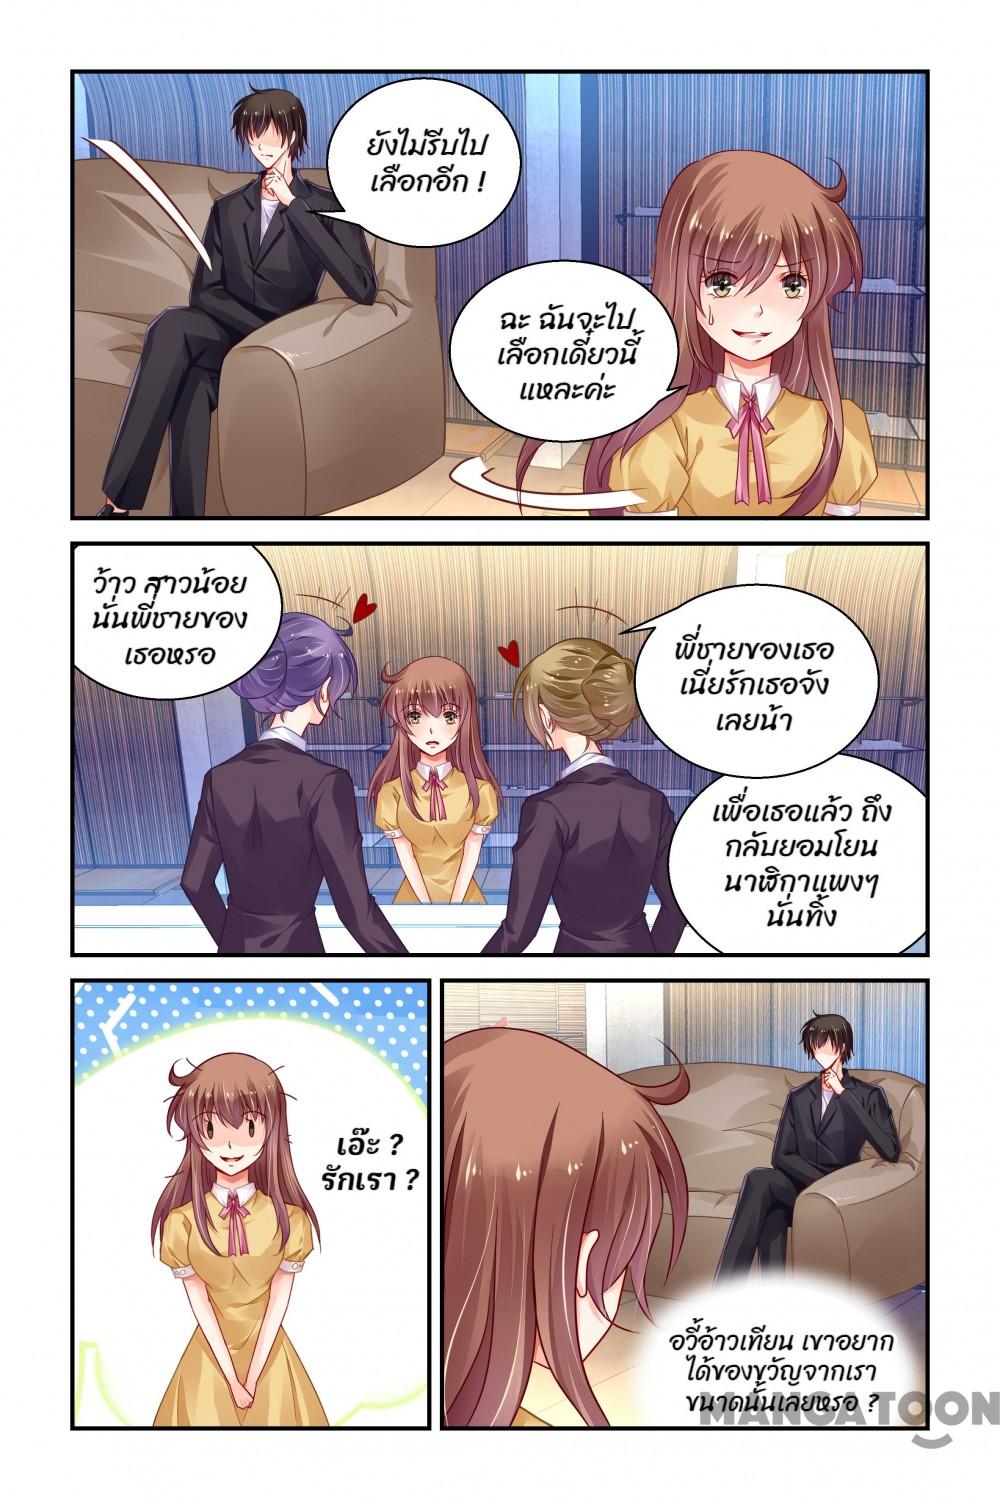 ยังไม่รีบไป
เลือกอีก !
ฉะ ฉันจะไป
เลือกเดี๋ยวนี้
แหละค่ะ
ว้าว สาวน้อย
นั่นพี่ชายของ
เธอหรอ
พี่ชายของเธอ
เนี่ยรักเธอจัง
เลยน้า
เพื่อเธอแล้ว ถึง
กลับยอมโยน
นาฬิกาแพงๆ
นั่นทิ้ง
เอ๊ะ ?
รักเรา ?
อวี้อ้าวเทียน เขาอยาก
ได้ของขวัญจากเรา
ขนาดนั้นเลยหรอ ?
MANGATOON